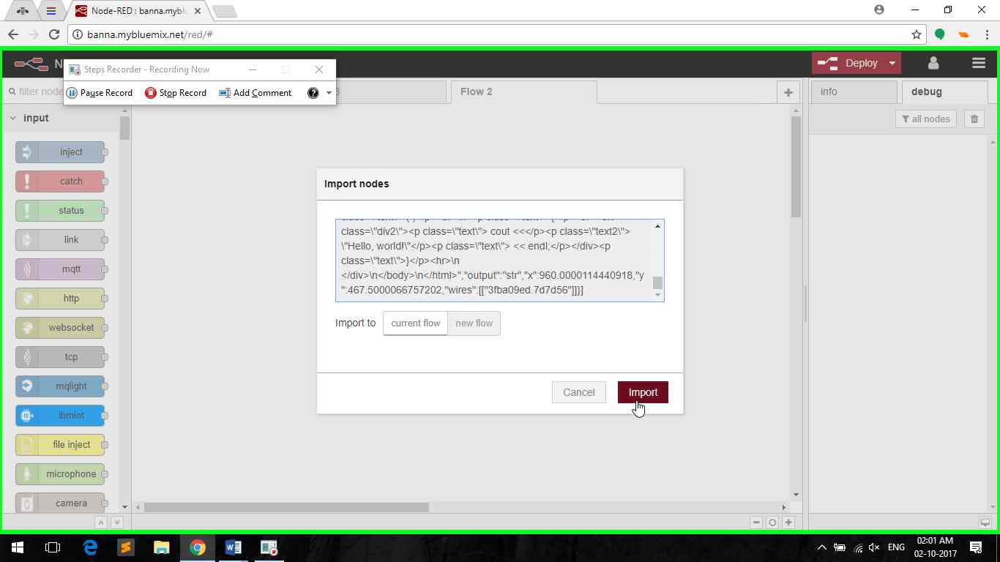 Node-RED : banna.mybl
banna.mybluemix.net/red/#
N
Deploy
Steps Recorder - Recording Now
Pause Record
Stop Record
Add Comment
filter node
Flow 2
info
debug
all nodes
input
inject
catch
status
link
mqtt
http
websocket
tcp
mqlight
ibmiot
file inject
microphone
camera
Import nodes
class=\"div2\"><p class=\"text\"> cout <<</p><p class=\"text2\">
\"Hello, world!\"</p><p class=\"text\"> << endl;</p></div><p
class=\"text\">}</p><hr>\n
</div>\n</body>\n</html>","output":"str","x":960.0000114440918,"y
":467.5000066757202,"wires":[["3fba09ed.7d7d56"]]}]
Import to
current flow
new flow
Cancel
Import
ENG
02:01 AM
02-10-2017